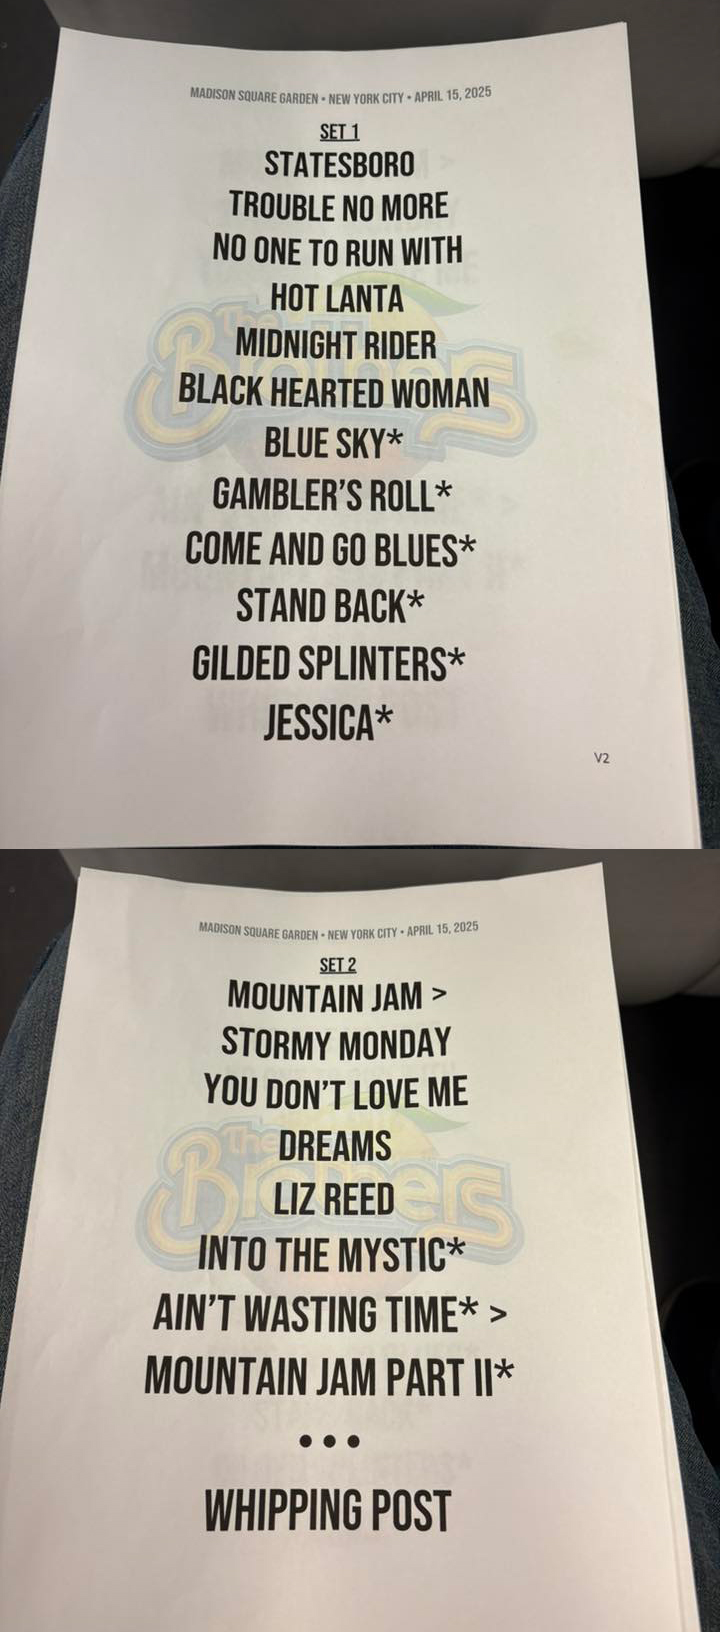 MADISON SQUARE GARDEN • NEW YORK CITY • APRIL 15, 2025
SET 1
STATESBORO
TROUBLE NO MORE
NO ONE TO RUN WITH
HOT LANTA
MIDNIGHT RIDER
BLACK HEARTED WOMAN
BLUE SKY*
GAMBLER'S ROLL*
COME AND GO BLUES*
STAND BACK*
GILDED SPLINTERS*
JESSICA*
V2
The Brothers
MADISON SQUARE GARDEN • NEW YORK CITY • APRIL 15, 2025
SET 2
MOUNTAIN JAM >
STORMY MONDAY
YOU DON'T LOVE ME
DREAMS
LIZ REED
INTO THE MYSTIC*
AIN'T WASTING TIME* >
MOUNTAIN JAM PART II*
• • •
WHIPPING POST
The Brothers